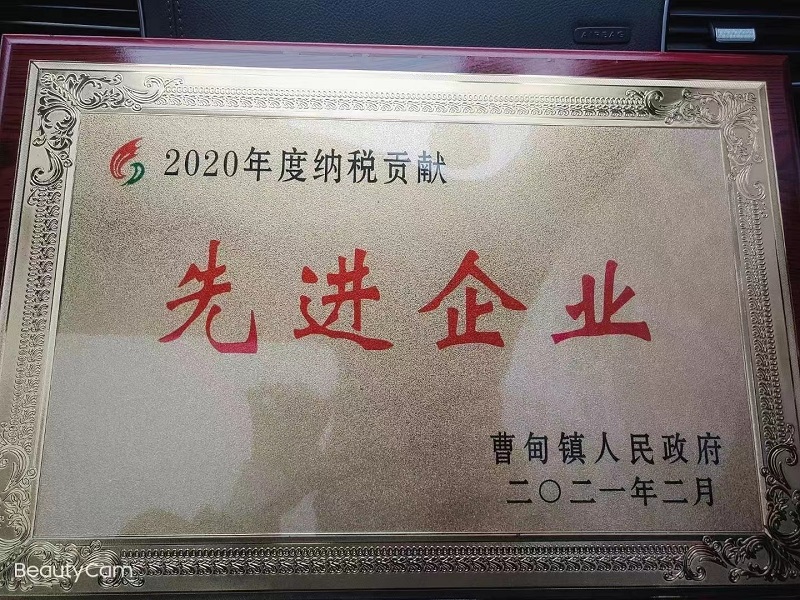 AIRBAG
2020年度纳税贡献
先进企业
曹甸镇人民政府
二〇二一年二月
BeautyCam